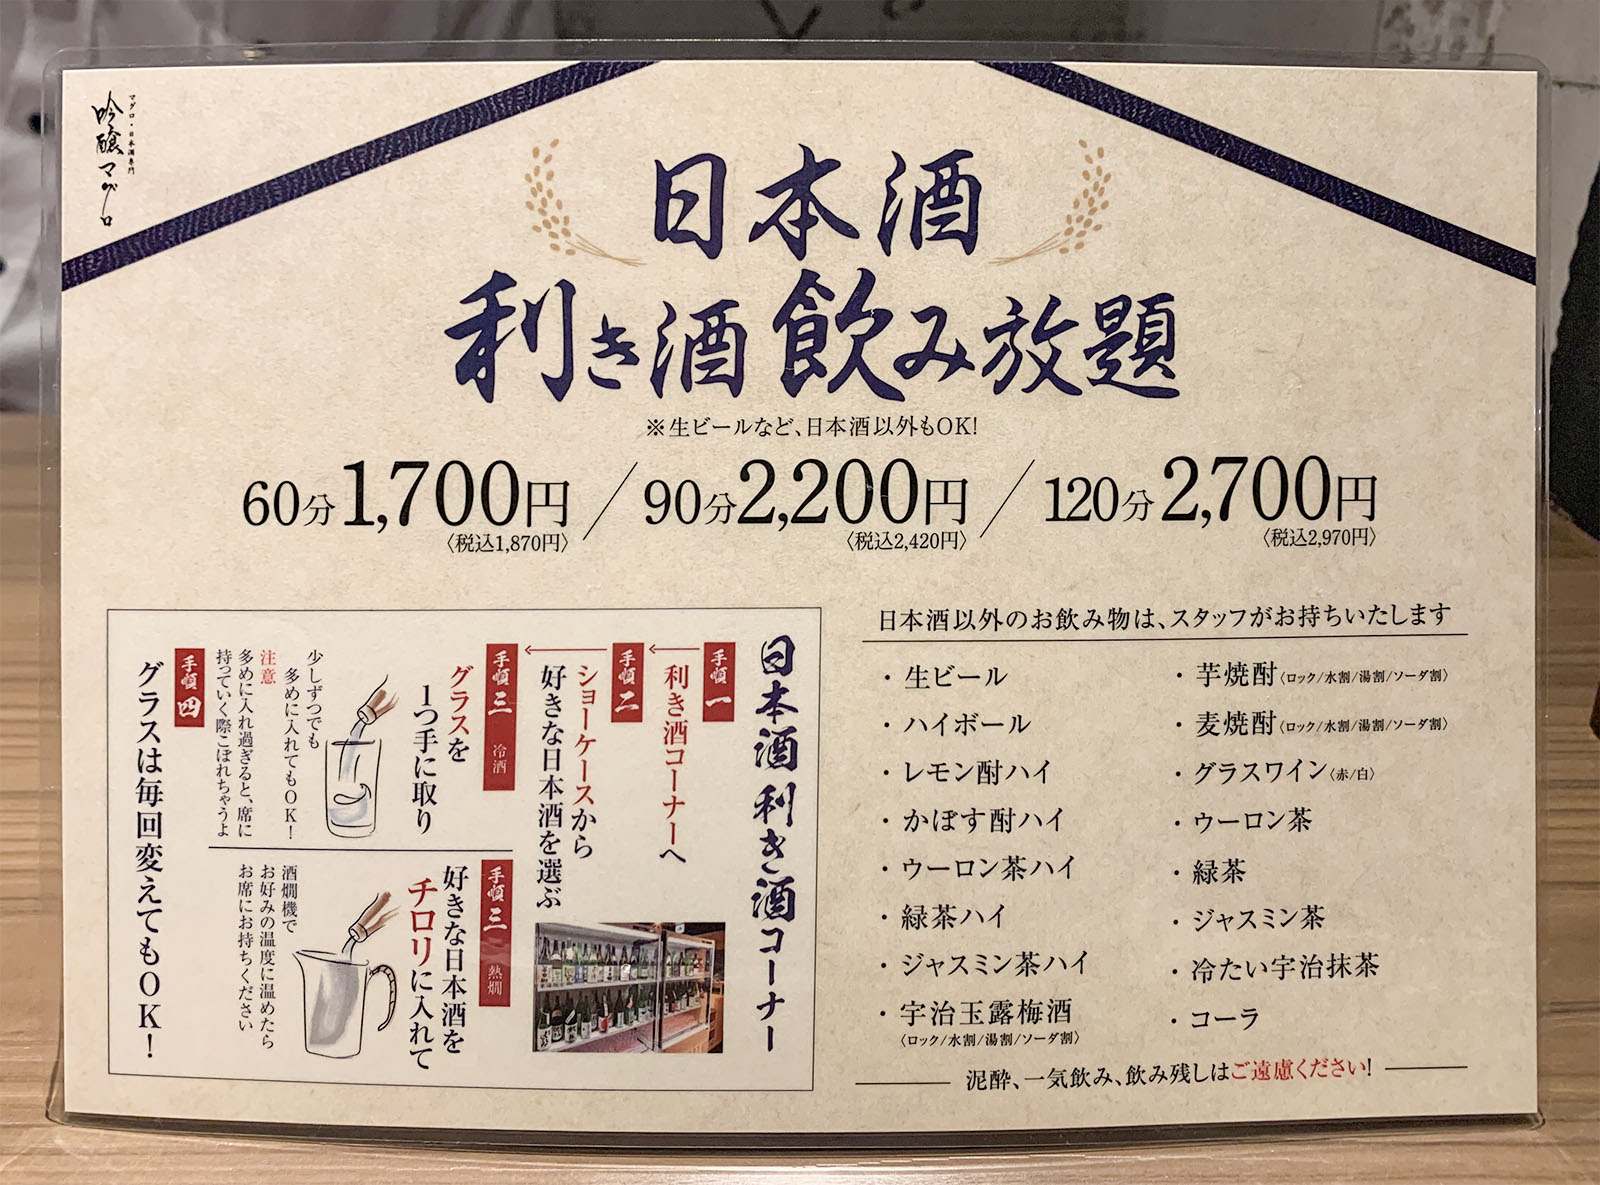 マグロ・日本酒専門
吟醸マグロ
日本酒
利き酒飲み放題
※生ビールなど、日本酒以外もOK!
60分1,700円/90分2,200円/120分2,700円
〈税込1,870円〉
〈税込2,420円〉
〈税込2,970円〉
日本酒利き酒コーナー
手順一
利き酒コーナーへ
手順二
ショーケースから
好きな日本酒を選ぶ
手順三 冷酒
グラスを
1つ手に取り
少しずつでも
多めに入れてもOK!
注意
多めに入れ過ぎると、席に
持っていく際こぼれちゃうよ
手順三 熱燗
好きな日本酒を
チロリに入れて
酒燗機で
お好みの温度に温めたら
お席にお持ちください
手順四
グラスは毎回変えてもOK!
日本酒以外のお飲み物は、スタッフがお持ちいたします
・生ビール
・ハイボール
・レモン酎ハイ
・かぼす酎ハイ
・ウーロン茶ハイ
・緑茶ハイ
・ジャスミン茶ハイ
・宇治玉露梅酒
〈ロック/水割/湯割/ソーダ割〉
・芋焼酎〈ロック/水割/湯割/ソーダ割〉
・麦焼酎〈ロック/水割/湯割/ソーダ割〉
・グラスワイン〈赤/白〉
・ウーロン茶
・緑茶
・ジャスミン茶
・冷たい宇治抹茶
・コーラ
泥酔、一気飲み、飲み残しはご遠慮ください!